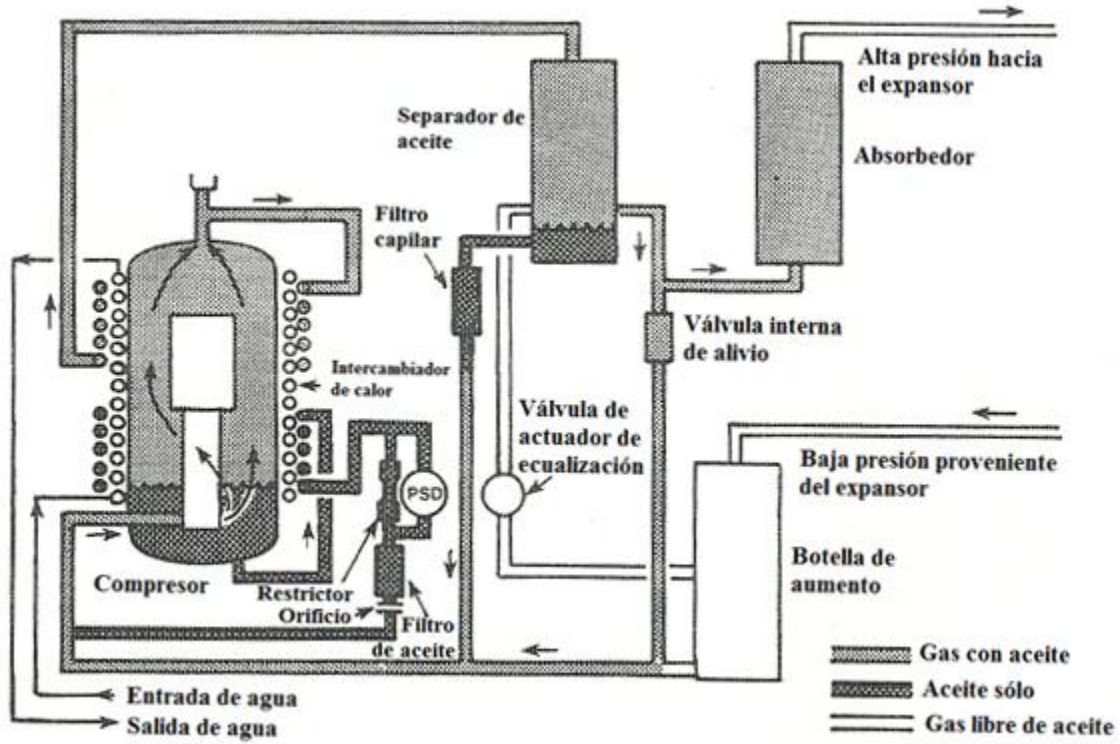 Alta presión hacia
el expansor
Separador de
aceite
Absorbedor
Filtro
capilar
Válvula interna
de alivio
Intercambiador
de calor
Válvula de
actuador de
ecualización
Baja presión proveniente
del expansor
PSD
Botella de
aumento
Compresor
Restrictor
Orificio
Filtro
de aceite
Gas con aceite
Aceite sólo
Gas libre de aceite
Entrada de agua
Salida de agua